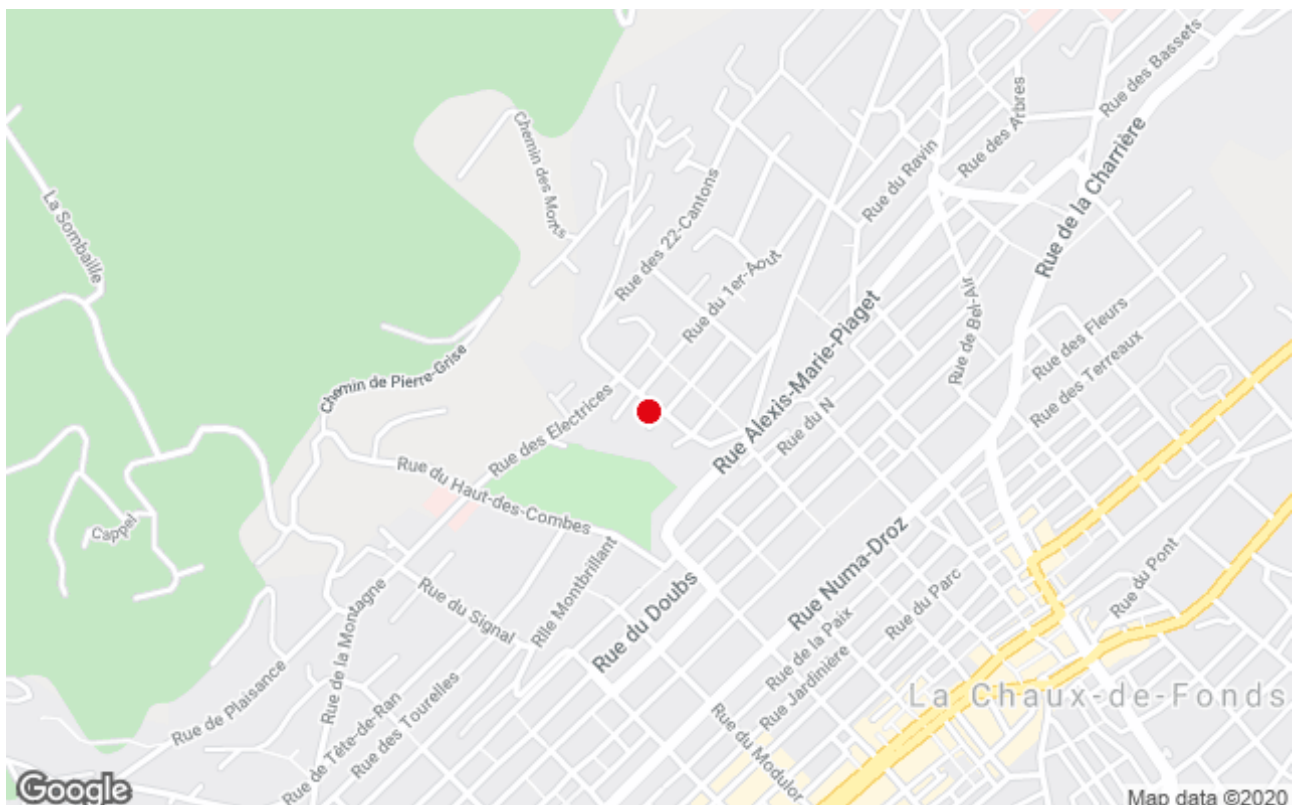 Rue des Bassets
Chemin des Monts
Rue des Arbres
Rue du Ravin
La Sombaille
Rue des 22-Cantons
Rue de la Charrière
Rue du 1er-Aout
Rue de Bel-Air
Rue des Fleurs
Chemin de Pierre-Grise
Rue Alexis-Marie-Piaget
Rue des Terreaux
Rue des Electrices
Rue du N
Rue du Haut-des-Combes
Cappel
Rue Numa-Droz
Rue du Pont
Rlle Montbrillant
Rue du Parc
Rue du Signal
Rue du Doubs
Rue de la Paix
Rue de la Montagne
Rue Jardinière
La Chaux-de-Fonds
Rue de Plaisance
Rue des Tourelles
Rue de Tête-de-Ran
Rue du Modulor
Google
Map data ©2020